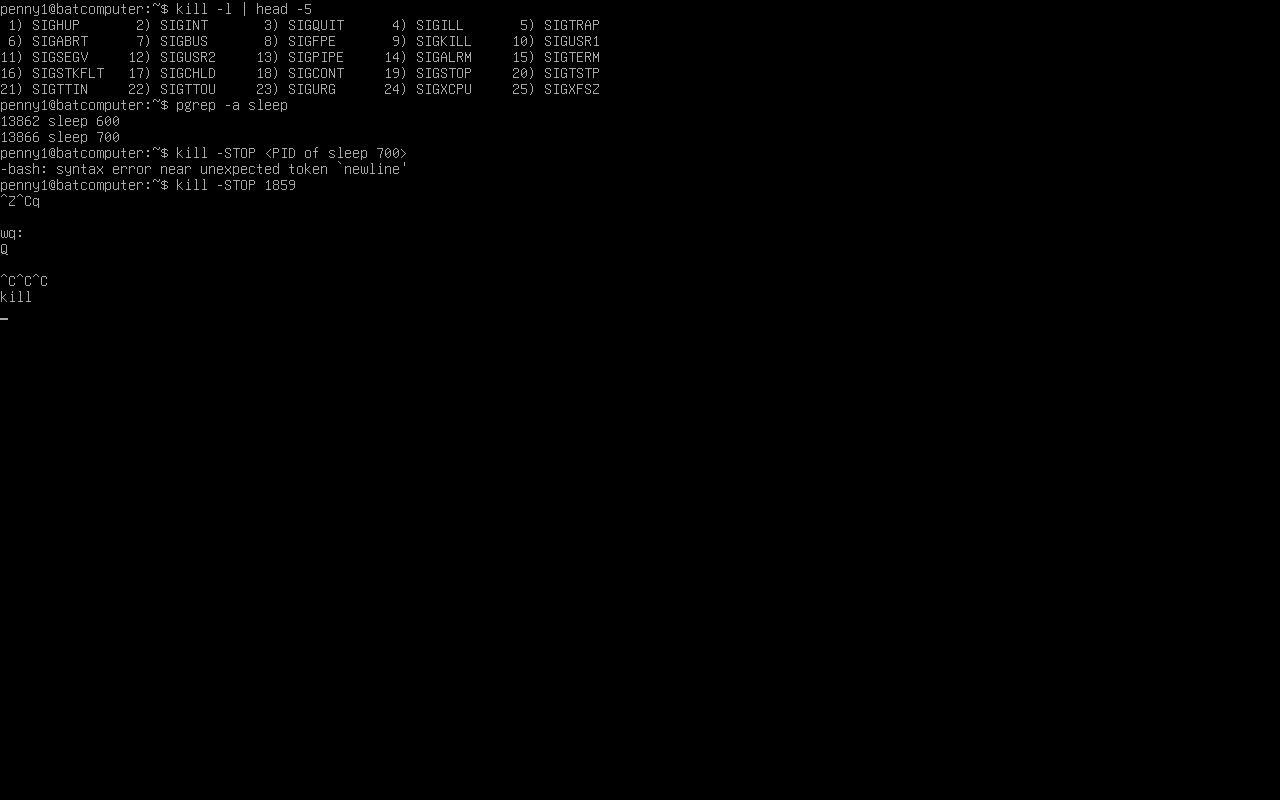 penny1@batcomputer:~$ kill -l | head -5
 1) SIGHUP       2) SIGINT       3) SIGQUIT      4) SIGILL       5) SIGTRAP
 6) SIGABRT      7) SIGBUS       8) SIGFPE       9) SIGKILL     10) SIGUSR1
11) SIGSEGV     12) SIGUSR2     13) SIGPIPE     14) SIGALRM     15) SIGTERM
16) SIGSTKFLT   17) SIGCHLD     18) SIGCONT     19) SIGSTOP     20) SIGTSTP
21) SIGTTIN     22) SIGTTOU     23) SIGURG      24) SIGXCPU     25) SIGXFSZ
penny1@batcomputer:~$ pgrep -a sleep
13862 sleep 600
13866 sleep 700
penny1@batcomputer:~$ kill -STOP <PID of sleep 700>
-bash: syntax error near unexpected token `newline'
penny1@batcomputer:~$ kill -STOP 1859
^Z^Cq
wq:
Q
^C^C^C
kill